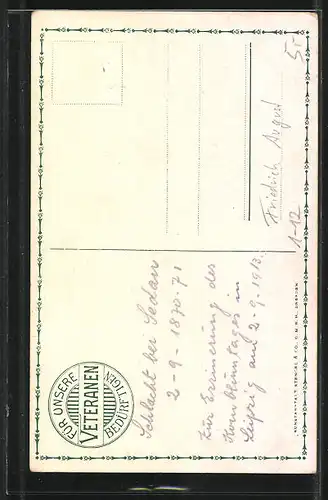 FÜR UNSERE
VETERANEN
BEDÜRFTIGEN
Schlacht bei Sedan
2-9-1870-71
Zur Erinnerung des
in
Leipzig am 2.9.1913.
Friedrich August
1-12
5,-